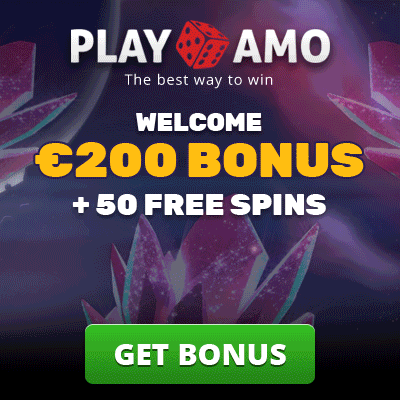 PLAY AMO
The best way to win
WELCOME
€200 BONUS
+ 50 FREE SPINS
GET BONUS